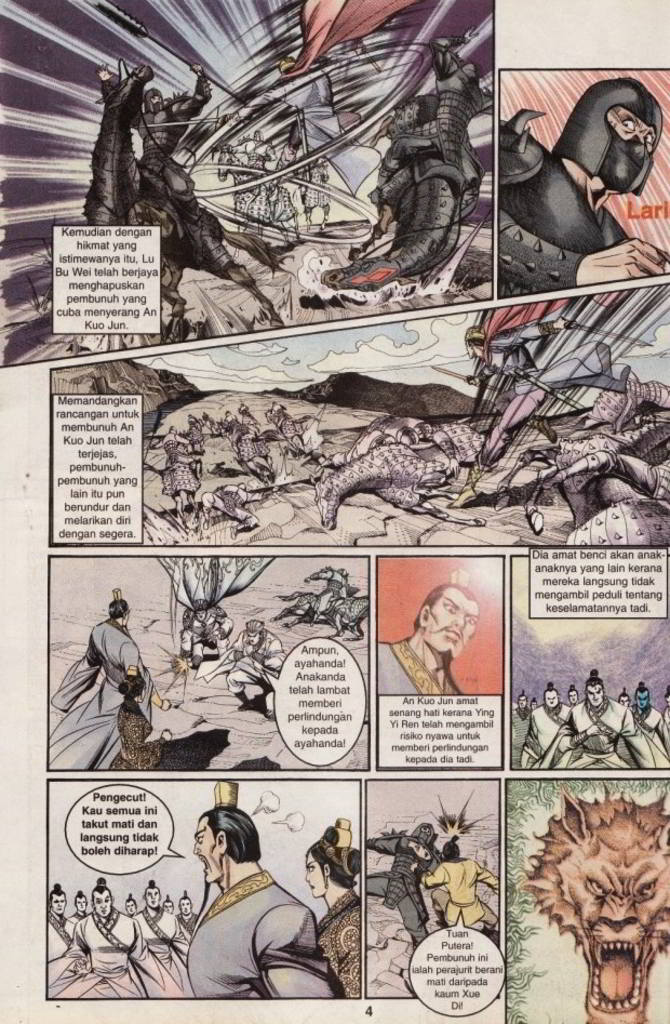 Kemudian dengan
hikmat yang
istimewanya itu, Lu
Bu Wei telah berjaya
menghapuskan
pembunuh yang
cuba menyerang An
Kuo Jun.
Lari
Memandangkan
rancangan untuk
membunuh An
Kuo Jun telah
terjejas,
pembunuh-
pembunuh yang
lain itu pun
berundur dan
melarikan diri
dengan segera.
Ampun,
ayahanda!
Anakanda
telah lambat
memberi
perlindungan
kepada
ayahanda!
An Kuo Jun amat
senang hati kerana Ying
Yi Ren telah mengambil
risiko nyawa untuk
memberi perlindungan
kepada dia tadi.
Dia amat benci akan anak-
anaknya yang lain kerana
mereka langsung tidak
mengambil peduli tentang
keselamatannya tadi.
Pengecut!
Kau semua ini
takut mati dan
langsung tidak
boleh diharap!
Tuan
Putera!
Pembunuh ini
ialah perajurit berani
mati daripada
kaum Xue
Di!
4